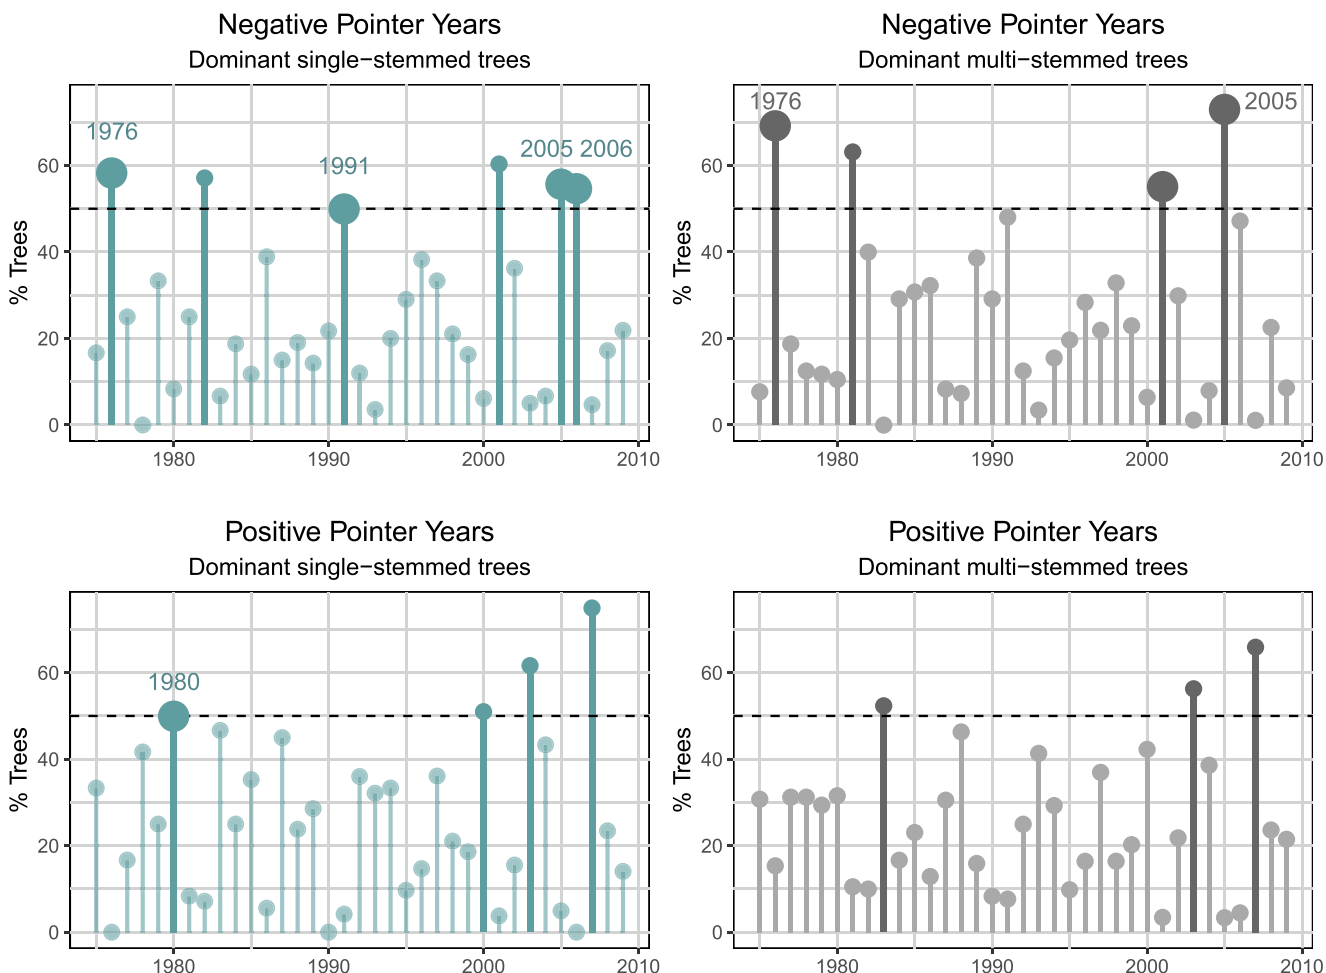 Negative Pointer Years
Dominant single−stemmed trees
1976
1991
2005 2006
% Trees
60
40
20
0
1980 1990 2000 2010
Negative Pointer Years
Dominant multi−stemmed trees
1976
2005
% Trees
60
40
20
0
1980 1990 2000 2010
Positive Pointer Years
Dominant single−stemmed trees
1980
% Trees
60
40
20
0
1980 1990 2000 2010
Positive Pointer Years
Dominant multi−stemmed trees
% Trees
60
40
20
0
1980 1990 2000 2010